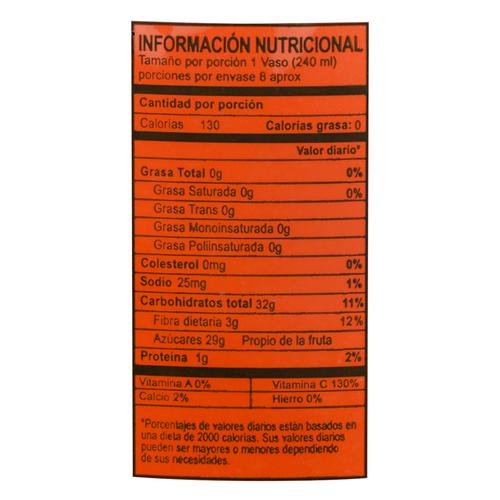 INFORMACIÓN NUTRICIONAL
Tamaño por porción 1 Vaso (240 ml)
porciones por envase 8 aprox
Cantidad por porción
Calorías 130 Calorías grasa: 0
Valor diario*
Grasa Total 0g 0%
Grasa Saturada 0g 0%
Grasa Trans 0g
Grasa Monoinsaturada 0g
Grasa Poliinsaturada 0g
Colesterol 0mg 0%
Sodio 25mg 1%
Carbohidratos total 32g 11%
Fibra dietaria 3g 12%
Azúcares 29g Propio de la fruta
Proteína 1g 2%
Vitamina A 0% Vitamina C 130%
Calcio 2% Hierro 0%
*Porcentajes de valores diarios están basados en
una dieta de 2000 calorías. Sus valores diarios
pueden ser mayores o menores dependiendo
de sus necesidades.